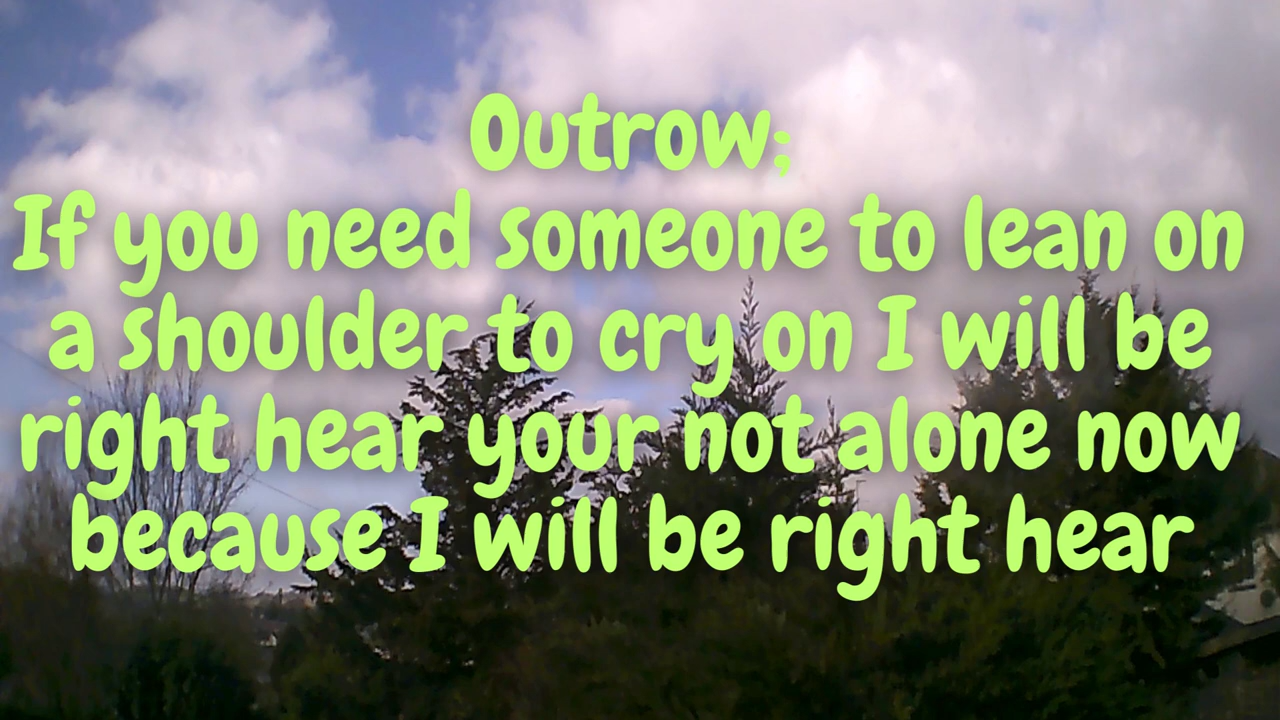 Outrow;
If you need someone to lean on
a shoulder to cry on I will be
right hear your not alone now
because I will be right hear